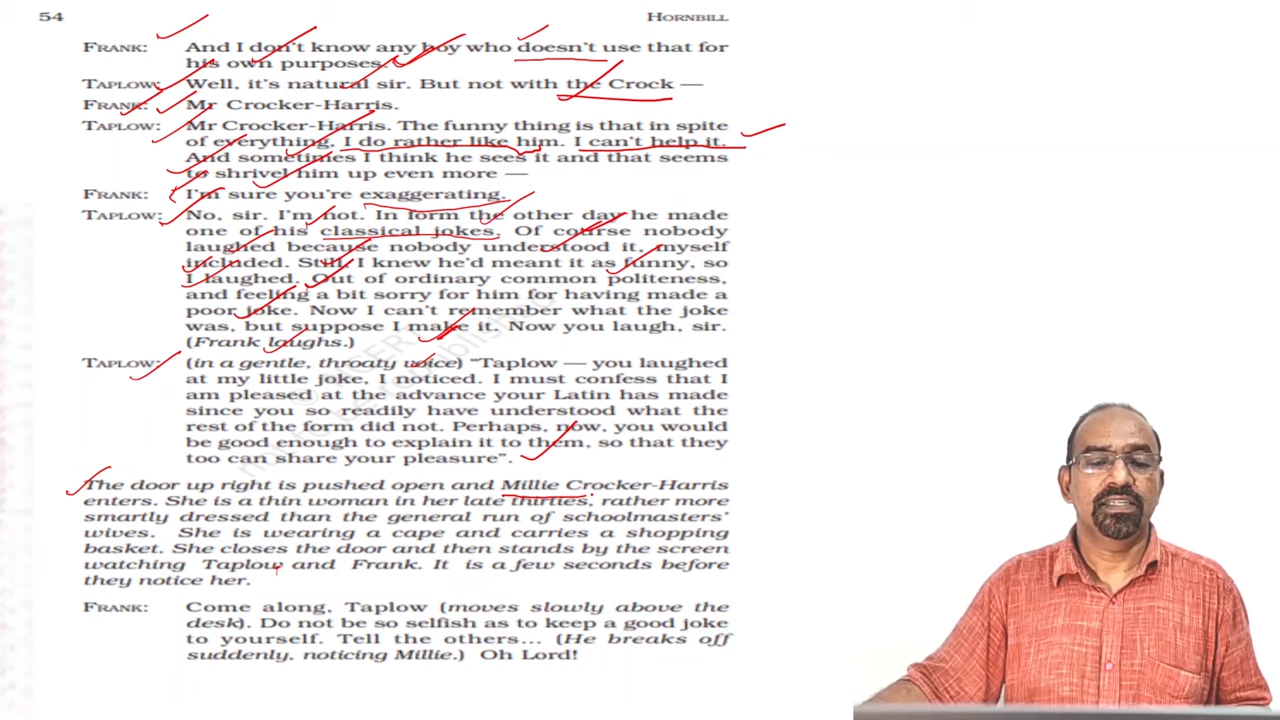 54 HORNBILL
FRANK: And I don't know any boy who doesn't use that for
his own purposes.
TAPLOW: Well, it's natural sir. But not with the Crock —
FRANK: Mr Crocker-Harris.
TAPLOW: Mr Crocker-Harris. The funny thing is that in spite
of everything, I do rather like him. I can't help it.
And sometimes I think he sees it and that seems
to shrivel him up even more —
FRANK: I'm sure you're exaggerating.
TAPLOW: No, sir. I'm not. In form the other day he made
one of his classical jokes. Of course nobody
laughed because nobody understood it, myself
included. Still, I knew he'd meant it as funny, so
I laughed. Out of ordinary common politeness,
and feeling a bit sorry for him for having made a
poor joke. Now I can't remember what the joke
was, but suppose I make it. Now you laugh, sir.
(Frank laughs.)
TAPLOW: (in a gentle, throaty voice) “Taplow — you laughed
at my little joke, I noticed. I must confess that I
am pleased at the advance your Latin has made
since you so readily have understood what the
rest of the form did not. Perhaps, now, you would
be good enough to explain it to them, so that they
too can share your pleasure”.
The door up right is pushed open and Millie Crocker-Harris
enters. She is a thin woman in her late thirties, rather more
smartly dressed than the general run of schoolmasters'
wives. She is wearing a cape and carries a shopping
basket. She closes the door and then stands by the screen
watching Taplow and Frank. It is a few seconds before
they notice her.
FRANK: Come along, Taplow (moves slowly above the
desk). Do not be so selfish as to keep a good joke
to yourself. Tell the others... (He breaks off
suddenly, noticing Millie.) Oh Lord!